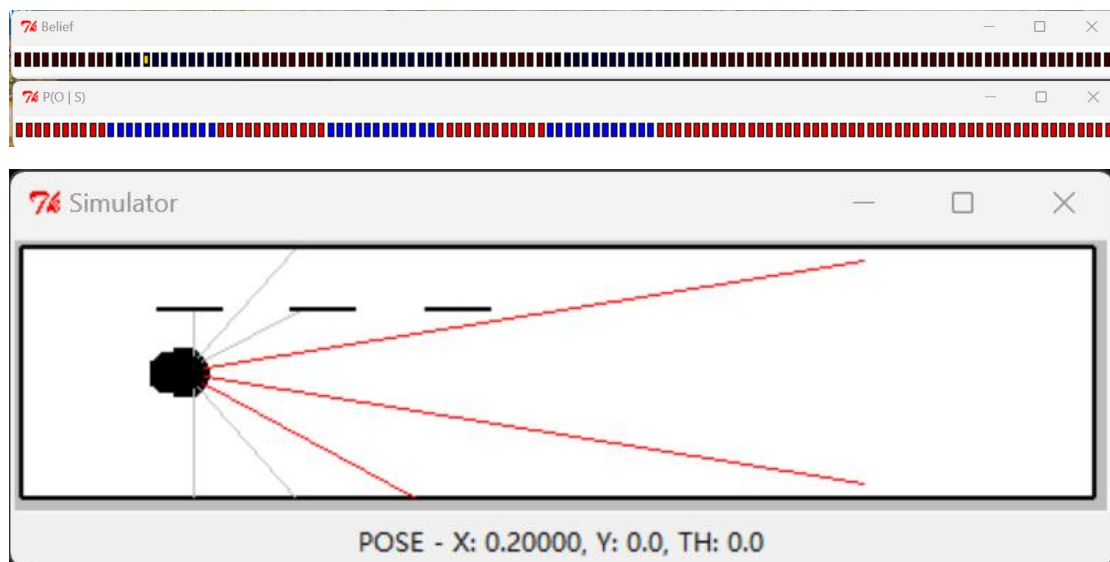 Belief
P(O | S)
Simulator
POSE - X: 0.20000, Y: 0.0, TH: 0.0